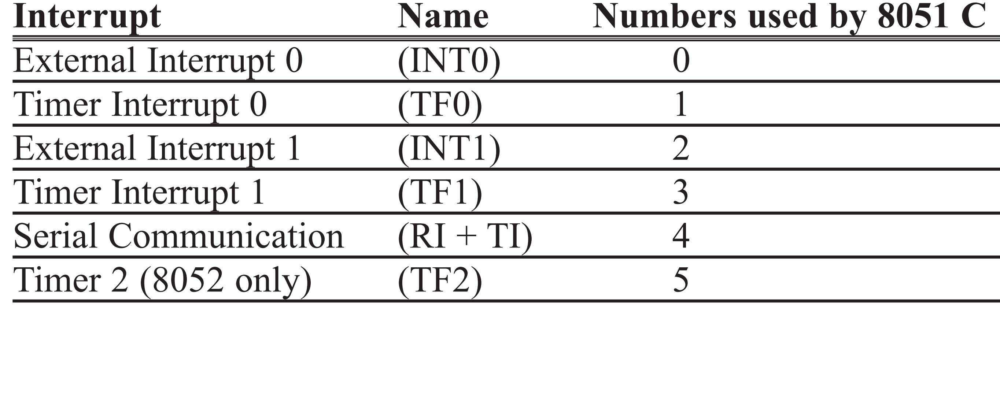 Interrupt Name Numbers used by 8051 C
External Interrupt 0 (INT0) 0
Timer Interrupt 0 (TF0) 1
External Interrupt 1 (INT1) 2
Timer Interrupt 1 (TF1) 3
Serial Communication (RI + TI) 4
Timer 2 (8052 only) (TF2) 5